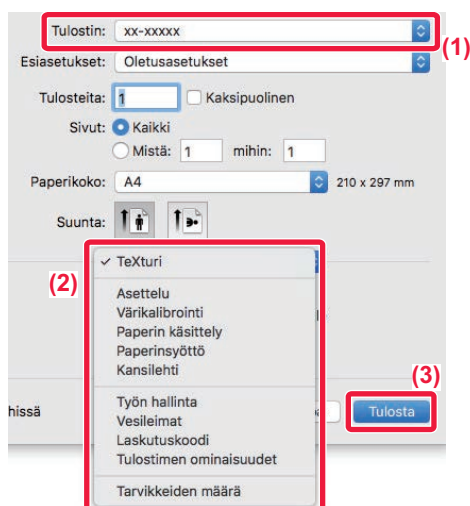 Tulostin: xx-xxxxx
(1)
Esiasetukset: Oletusasetukset
Tulosteita: 1 Kaksipuolinen
Sivut: Kaikki
Mistä: 1 mihin: 1
Paperikoko: A4 210 x 297 mm
Suunta:
(2)
✓ TeXturi
Asettelu
Värikalibrointi
Paperin käsittely
Paperinsyöttö
Kansilehti
Työn hallinta
Vesileimat
Laskutuskoodi
Tulostimen ominaisuudet
Tarvikkeiden määrä
(3)
hissä
Tulosta